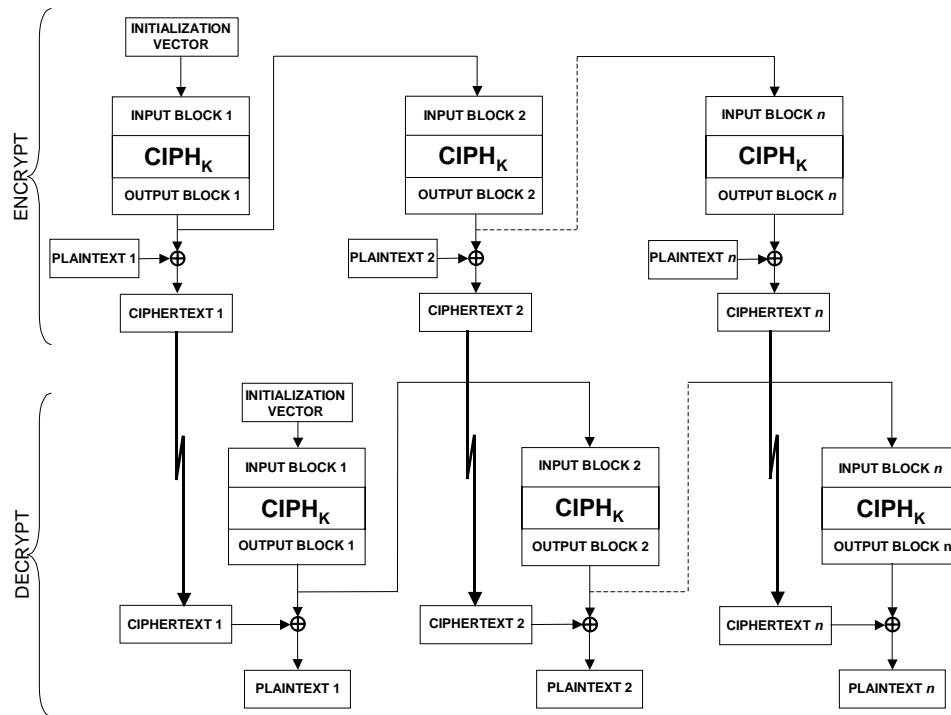 INITIALIZATION
VECTOR
INPUT BLOCK 1
INPUT BLOCK 2
INPUT BLOCK n
CIPHK
CIPHK
CIPHK
OUTPUT BLOCK 1
OUTPUT BLOCK 2
OUTPUT BLOCK n
ENCRYPT
PLAINTEXT 1
PLAINTEXT 2
PLAINTEXT n
CIPHERTEXT 1
CIPHERTEXT 2
CIPHERTEXT n
INITIALIZATION
VECTOR
INPUT BLOCK 1
INPUT BLOCK 2
INPUT BLOCK n
CIPHK
CIPHK
CIPHK
OUTPUT BLOCK 1
OUTPUT BLOCK 2
OUTPUT BLOCK n
DECRYPT
CIPHERTEXT 1
CIPHERTEXT 2
CIPHERTEXT n
PLAINTEXT 1
PLAINTEXT 2
PLAINTEXT n